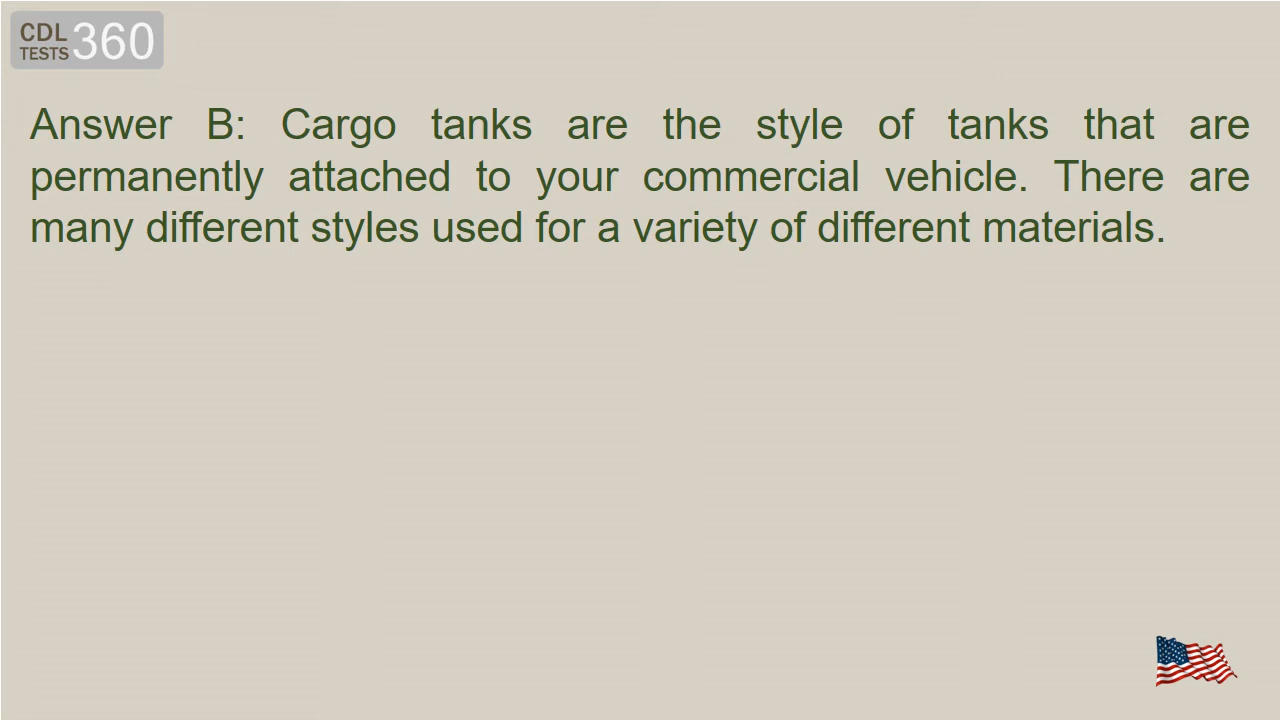 CDL
TESTS 360
Answer B: Cargo tanks are the style of tanks that are
permanently attached to your commercial vehicle. There are
many different styles used for a variety of different materials.